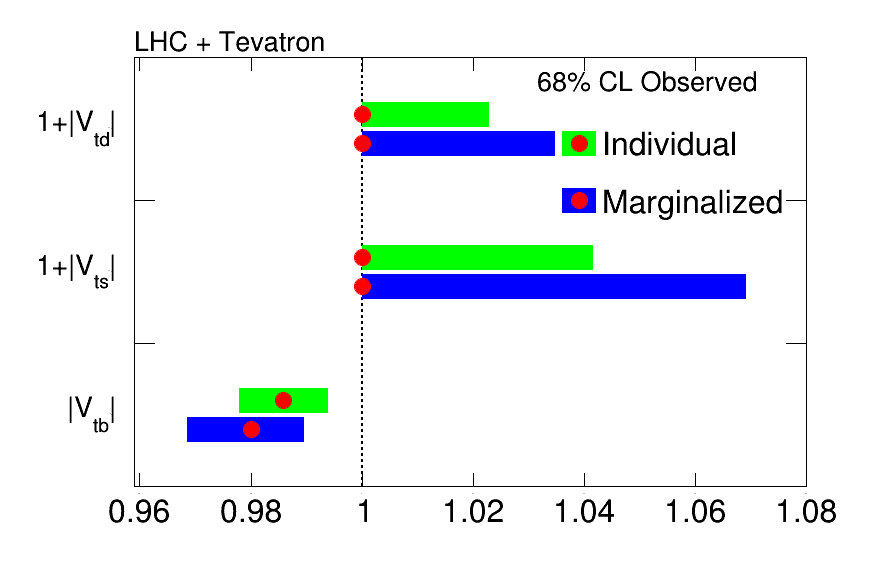 LHC + Tevatron
68% CL Observed
1+|V_td|
Individual
Marginalized
1+|V_ts|
|V_tb|
0.96 0.98 1 1.02 1.04 1.06 1.08